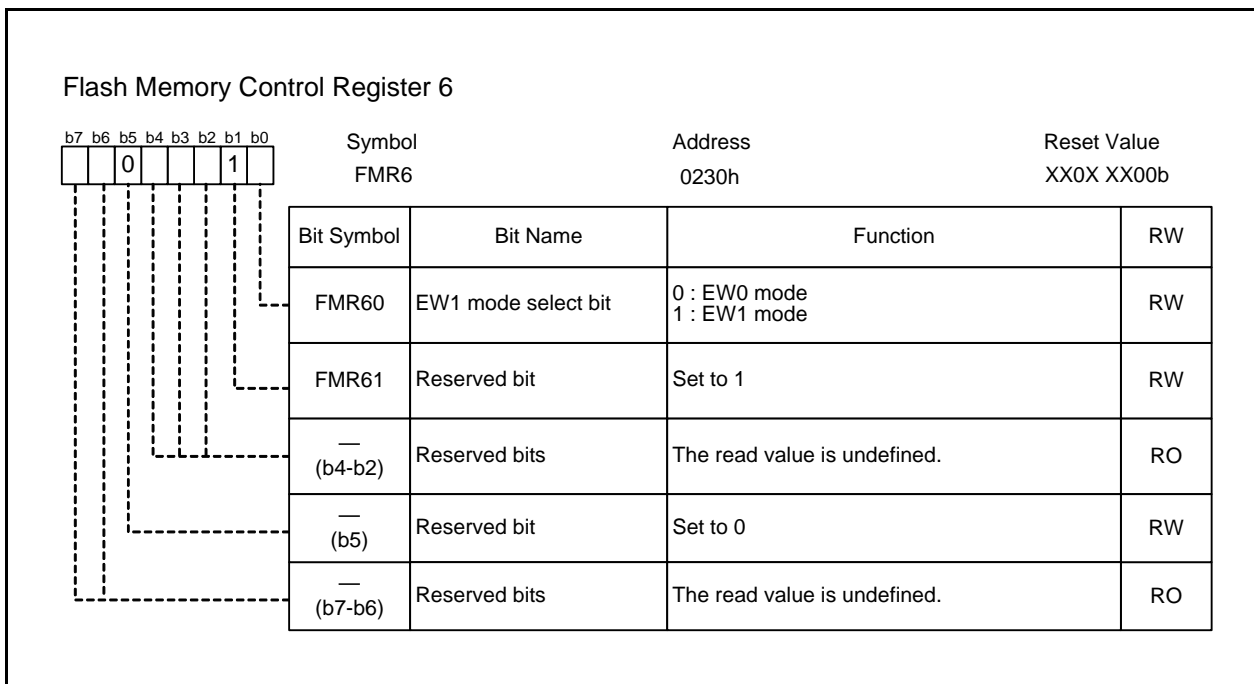 Flash Memory Control Register 6
b7 b6 b5 b4 b3 b2 b1 b0
0 1
Symbol Address Reset Value
FMR6 0230h XX0X XX00b
Bit Symbol Bit Name Function RW
FMR60 EW1 mode select bit 0 : EW0 mode RW
1 : EW1 mode
FMR61 Reserved bit Set to 1 RW
—
(b4-b2) Reserved bits The read value is undefined. RO
—
(b5) Reserved bit Set to 0 RW
—
(b7-b6) Reserved bits The read value is undefined. RO